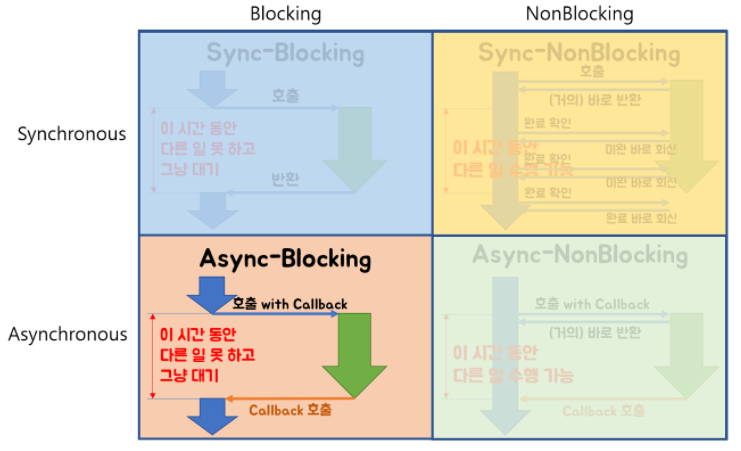 Blocking
NonBlocking
Synchronous
Sync-Blocking
호출
이 시간 동안
다른 일 못 하고
그냥 대기
반환
Sync-NonBlocking
호출
(거의) 바로 반환
완료 확인
이 시간 동안
미완 바로 회신
완료 확인
다른 일 수행 가능
미완 바로 회신
완료 확인
완료 바로 회신
Asynchronous
Async-Blocking
호출 with Callback
이 시간 동안
다른 일 못 하고
그냥 대기
Callback 호출
Async-NonBlocking
호출 with Callback
(거의) 바로 반환
이 시간 동안
다른 일 수행 가능
Callback 호출